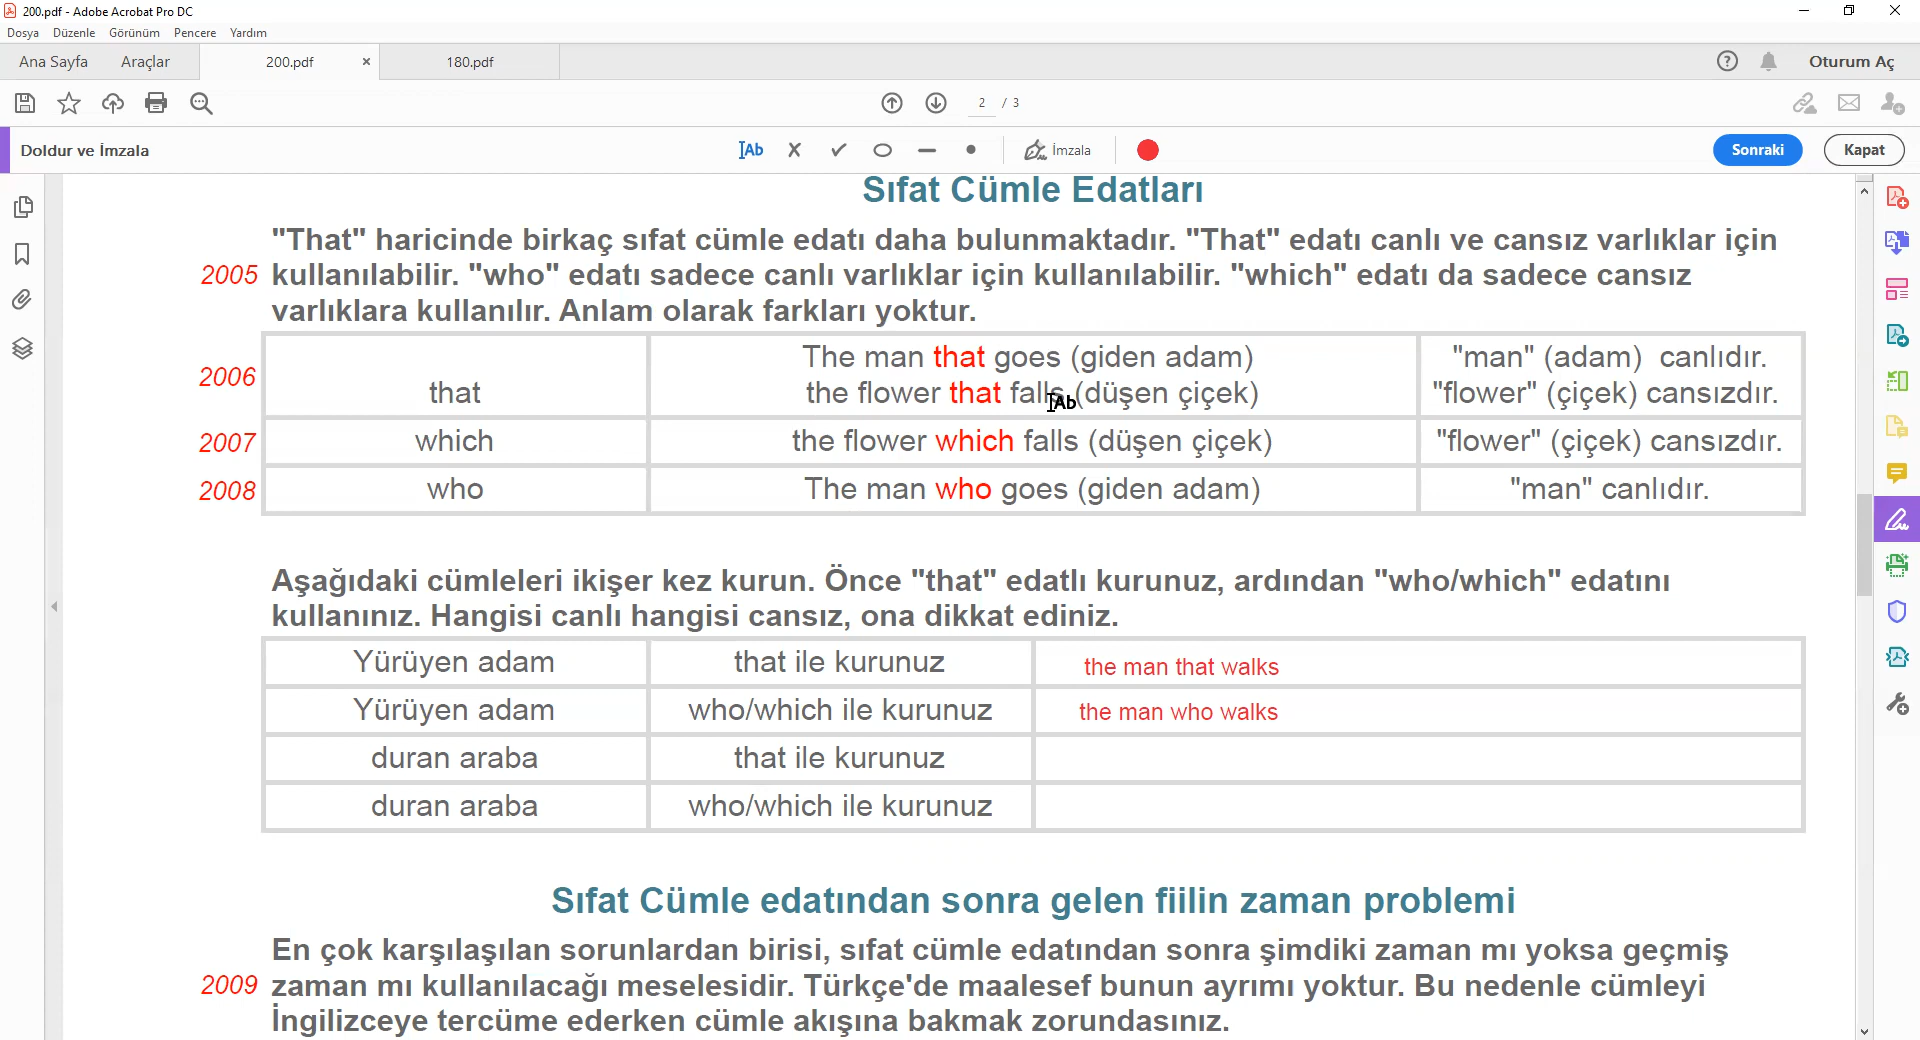 200.pdf - Adobe Acrobat Pro DC
Dosya Düzenle Görünüm Pencere Yardım
Ana Sayfa Araçlar 200.pdf × 180.pdf Oturum Aç
2 / 3
Doldur ve İmzala IAb İmzala Sonraki Kapat
Sıfat Cümle Edatları
"That" haricinde birkaç sıfat cümle edatı daha bulunmaktadır. "That" edatı canlı ve cansız varlıklar için
2005 kullanılabilir. "who" edatı sadece canlı varlıklar için kullanılabilir. "which" edatı da sadece cansız
varlıklara kullanılır. Anlam olarak farkları yoktur.
The man that goes (giden adam) "man" (adam) canlıdır.
2006
that the flower that falls (düşen çiçek) "flower" (çiçek) cansızdır.
2007 which the flower which falls (düşen çiçek) "flower" (çiçek) cansızdır.
2008 who The man who goes (giden adam) "man" canlıdır.
Aşağıdaki cümleleri ikişer kez kurun. Önce "that" edatlı kurunuz, ardından "who/which" edatını
kullanınız. Hangisi canlı hangisi cansız, ona dikkat ediniz.
Yürüyen adam that ile kurunuz the man that walks
Yürüyen adam who/which ile kurunuz the man who walks
duran araba that ile kurunuz
duran araba who/which ile kurunuz
Sıfat Cümle edatından sonra gelen fiilin zaman problemi
En çok karşılaşılan sorunlardan birisi, sıfat cümle edatından sonra şimdiki zaman mı yoksa geçmiş
2009 zaman mı kullanılacağı meselesidir. Türkçe'de maalesef bunun ayrımı yoktur. Bu nedenle cümleyi
İngilizceye tercüme ederken cümle akışına bakmak zorundasınız.